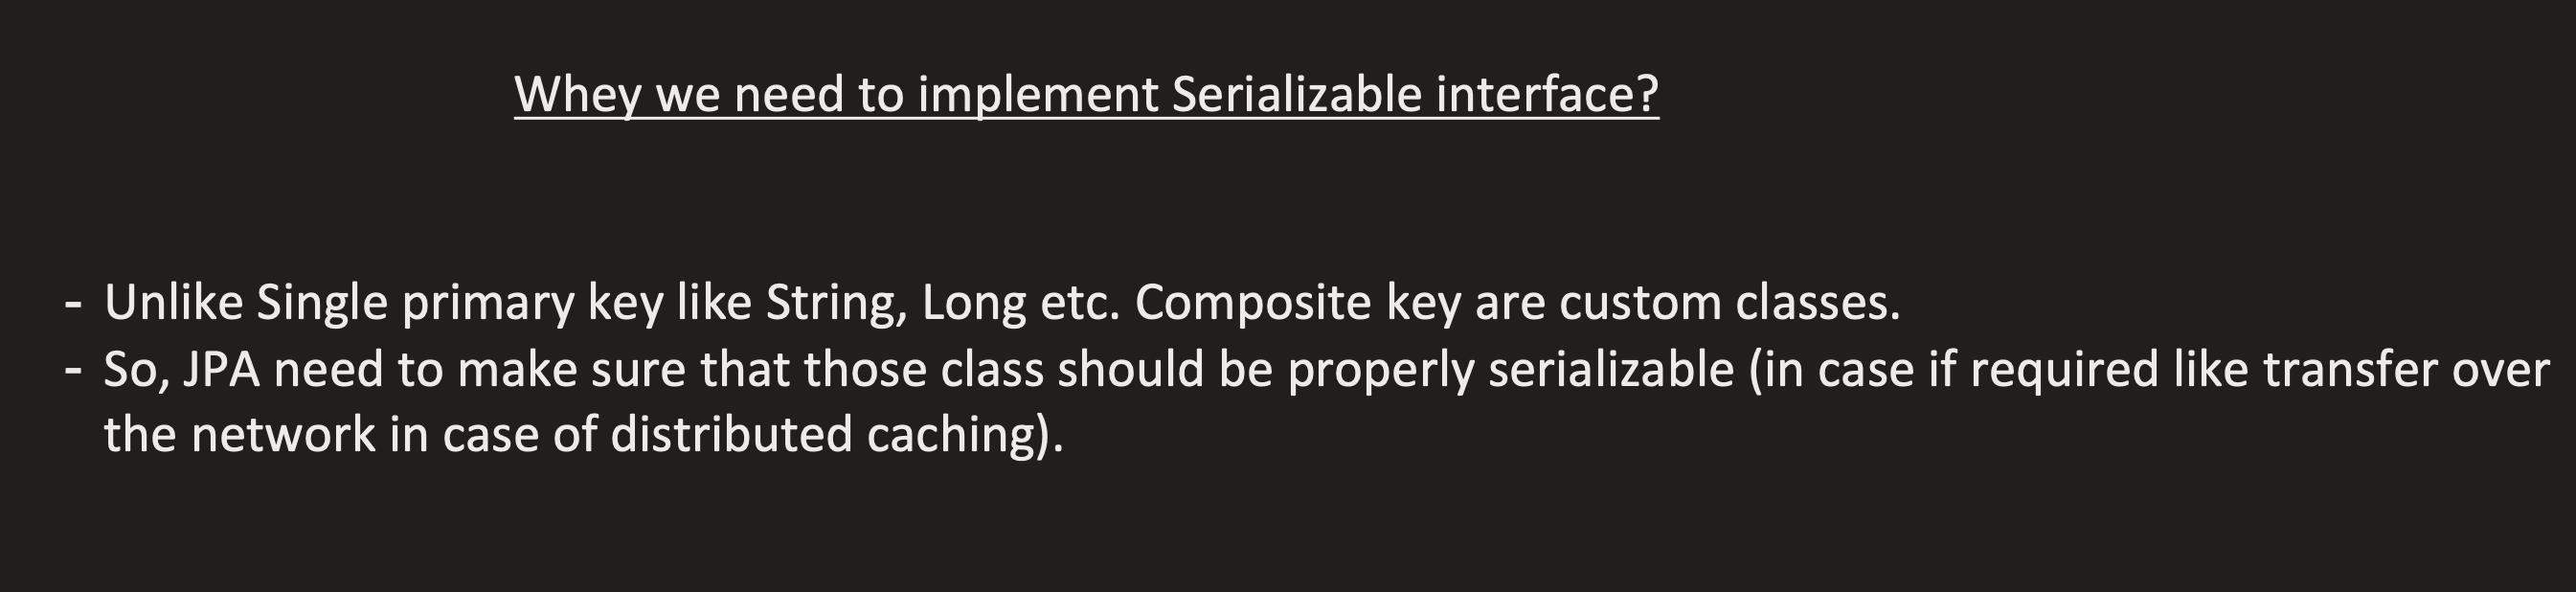 Whey we need to implement Serializable interface?
- Unlike Single primary key like String, Long etc. Composite key are custom classes.
- So, JPA need to make sure that those class should be properly serializable (in case if required like transfer over
the network in case of distributed caching).